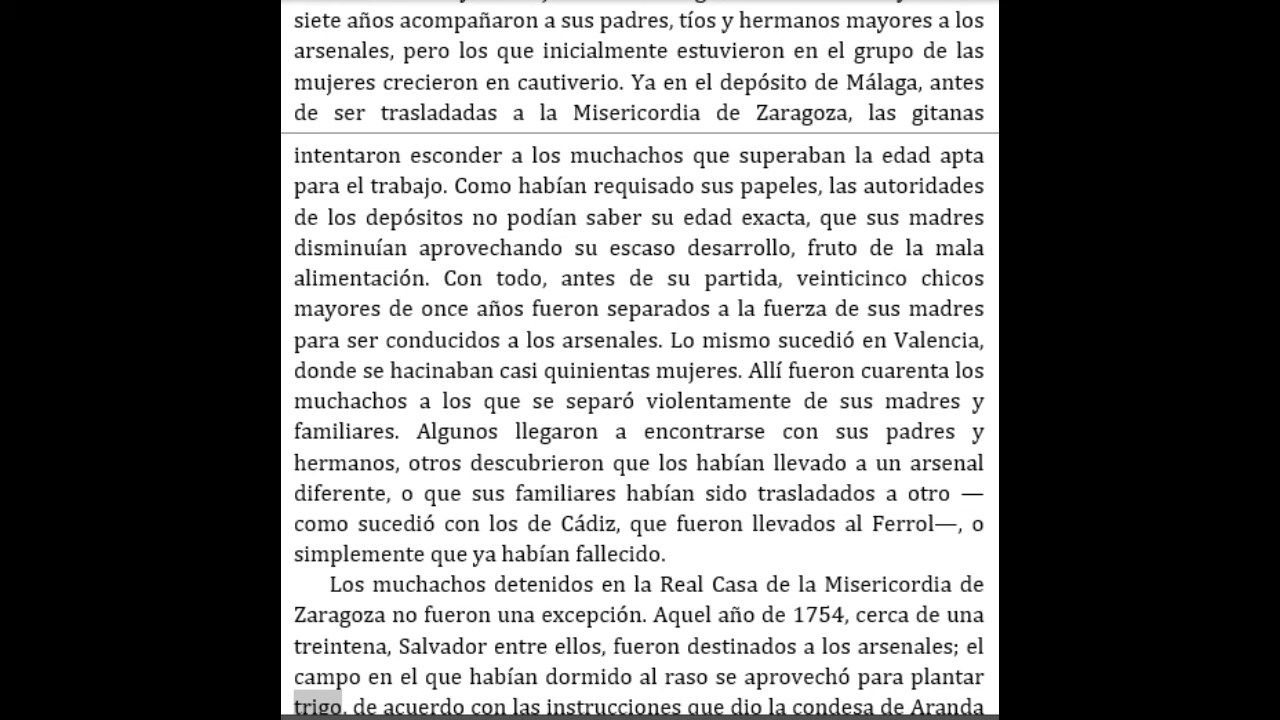 siete años acompañaron a sus padres, tíos y hermanos mayores a los
arsenales, pero los que inicialmente estuvieron en el grupo de las
mujeres crecieron en cautiverio. Ya en el depósito de Málaga, antes
de ser trasladadas a la Misericordia de Zaragoza, las gitanas
intentaron esconder a los muchachos que superaban la edad apta
para el trabajo. Como habían requisado sus papeles, las autoridades
de los depósitos no podían saber su edad exacta, que sus madres
disminuían aprovechando su escaso desarrollo, fruto de la mala
alimentación. Con todo, antes de su partida, veinticinco chicos
mayores de once años fueron separados a la fuerza de sus madres
para ser conducidos a los arsenales. Lo mismo sucedió en Valencia,
donde se hacinaban casi quinientas mujeres. Allí fueron cuarenta los
muchachos a los que se separó violentamente de sus madres y
familiares. Algunos llegaron a encontrarse con sus padres y
hermanos, otros descubrieron que los habían llevado a un arsenal
diferente, o que sus familiares habían sido trasladados a otro —
como sucedió con los de Cádiz, que fueron llevados al Ferrol—, o
simplemente que ya habían fallecido.
Los muchachos detenidos en la Real Casa de la Misericordia de
Zaragoza no fueron una excepción. Aquel año de 1754, cerca de una
treintena, Salvador entre ellos, fueron destinados a los arsenales; el
campo en el que habían dormido al raso se aprovechó para plantar
trigo, de acuerdo con las instrucciones que dio la condesa de Aranda